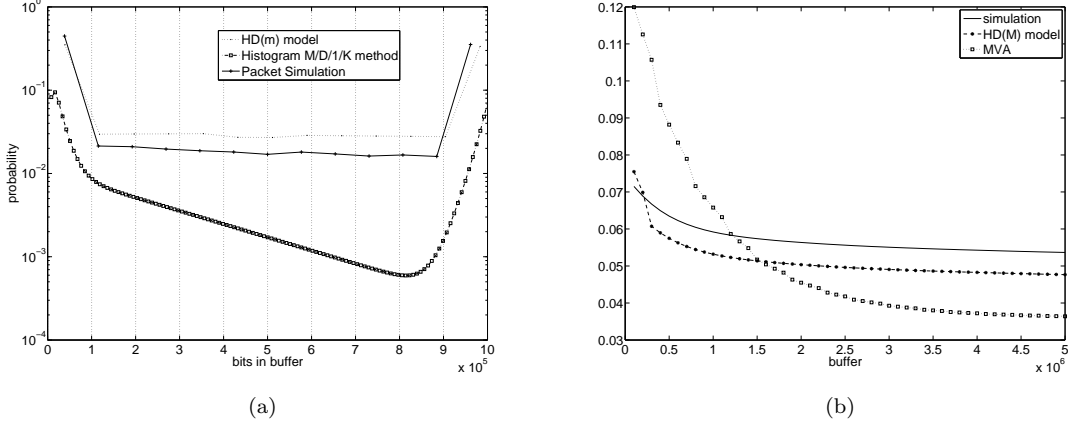 10^0
10^-1
10^-2
10^-3
10^-4
probability
HD(m) model
Histogram M/D/1/K method
Packet Simulation
0 1 2 3 4 5 6 7 8 9 10
bits in buffer
x 10^5
(a)
0.12
0.11
0.1
0.09
0.08
0.07
0.06
0.05
0.04
0.03
simulation
HD(M) model
MVA
0 0.5 1 1.5 2 2.5 3 3.5 4 4.5 5
buffer
x 10^6
(b)